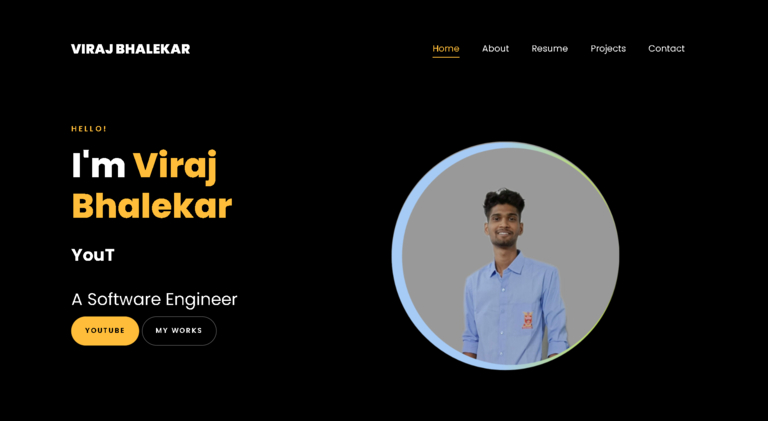 VIRAJ BHALEKAR
Home About Resume Projects Contact
HELLO!
I'm Viraj
Bhalekar
YouT
A Software Engineer
YOUTUBE MY WORKS